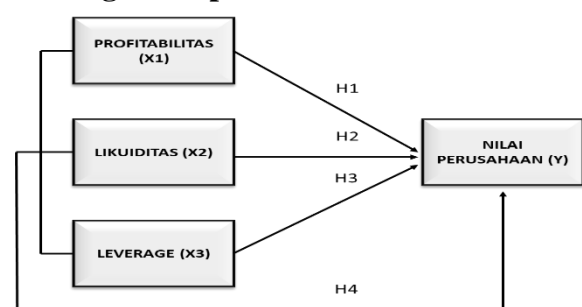 PROFITABILITAS
(X1)
H1
H2
LIKUIDITAS (X2)
NILAI
PERUSAHAAN (Y)
H3
LEVERAGE (X3)
H4